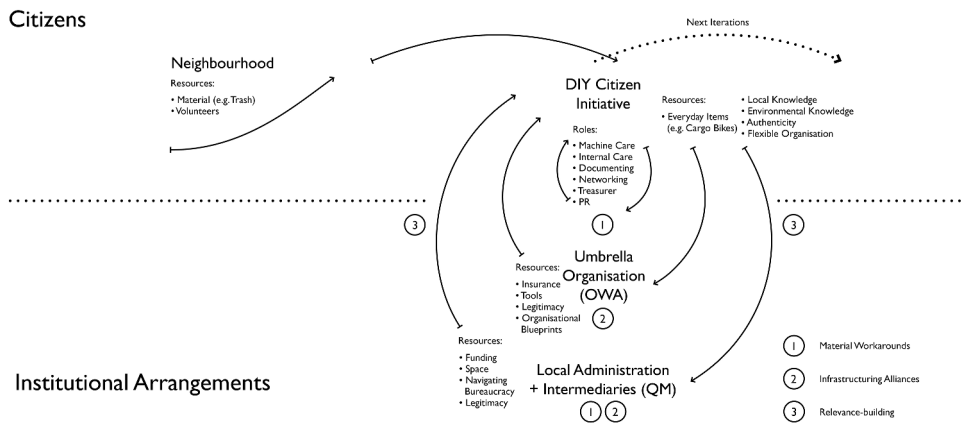 Citizens
Next Iterations
Neighbourhood
Resources:
• Material (e.g. Trash)
• Volunteers
DIY Citizen
Initiative
Roles:
• Machine Care
• Internal Care
• Documenting
• Networking
• Treasurer
• PR
Resources:
• Everyday Items
(e.g. Cargo Bikes)
• Local Knowledge
• Environmental Knowledge
• Authenticity
• Flexible Organisation
3
1
3
Umbrella
Organisation
(OWA)
2
Resources:
• Insurance
• Tools
• Legitimacy
• Organisational
Blueprints
Resources:
• Funding
• Space
• Navigating
Bureaucracy
• Legitimacy
Local Administration
+ Intermediaries (QM)
1 2
Institutional Arrangements
1 Material Workarounds
2 Infrastructuring Alliances
3 Relevance-building